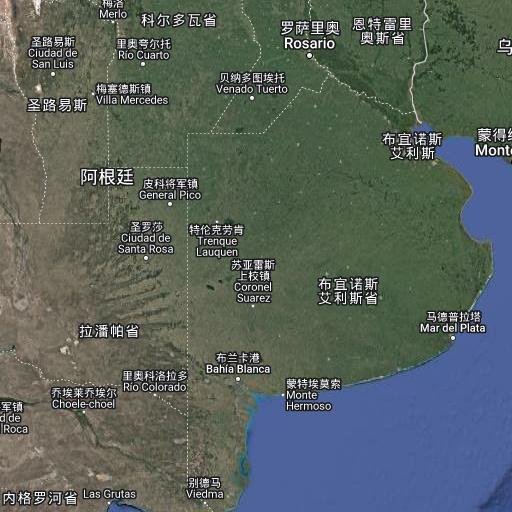 梅洛
Merlo
科尔多瓦省
恩特雷里
奥斯省
罗萨里奥
Rosario
圣路易斯
Ciudad de
San Luis
里奥夸尔托
Río Cuarto
贝纳多图埃托
Venado Tuerto
梅塞德斯镇
Villa Mercedes
圣路易斯
布宜诺斯
艾利斯
阿根廷
皮科将军镇
General Pico
圣罗莎
Ciudad de
Santa Rosa
特伦克劳肯
Trenque
Lauquen
苏亚雷斯
上校镇
Coronel
Suarez
布宜诺斯
艾利斯省
马德普拉塔
Mar del Plata
拉潘帕省
布兰卡港
Bahía Blanca
里奥科洛拉多
Río Colorado
蒙特埃莫索
Monte
Hermoso
乔埃莱乔埃尔
Choele-choel
军镇
d de
Roca
别德马
Viedma
内格罗河省
Las Grutas